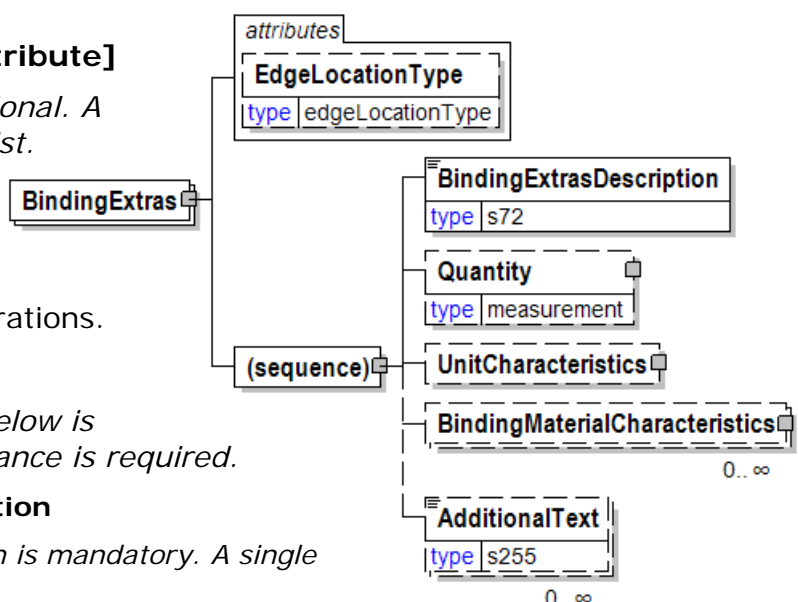 tribute]
ional. A
ist.
rations.
elow is
ance is required.
tion
n is mandatory. A single
BindingExtras
attributes
EdgeLocationType
type edgeLocationType
(sequence)
BindingExtrasDescription
type s72
Quantity
type measurement
UnitCharacteristics
BindingMaterialCharacteristics
0.. ∞
AdditionalText
type s255
0.. ∞